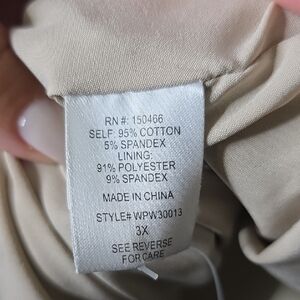 RN #: 150466
SELF: 95% COTTON
5% SPANDEX
LINING:
91% POLYESTER
9% SPANDEX
MADE IN CHINA
STYLE# WPW30013
3X
SEE REVERSE
FOR CARE